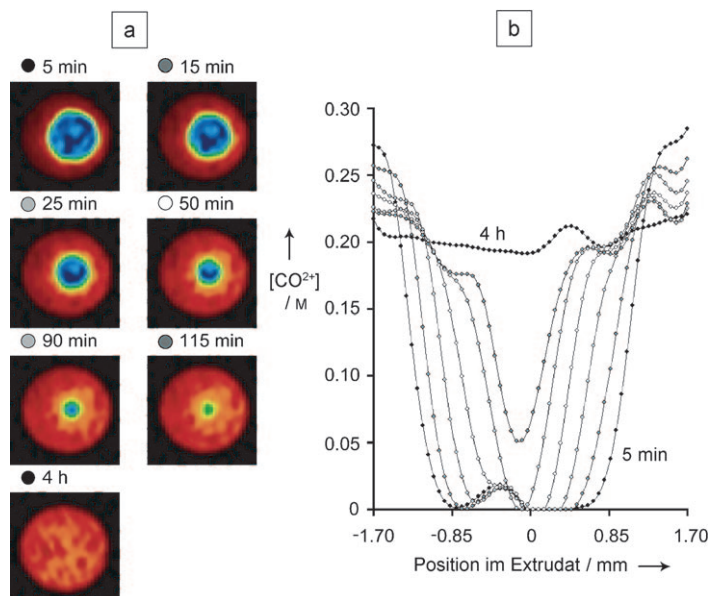 a
b
5 min
15 min
25 min
50 min
90 min
115 min
4 h
[CO²⁺]
/ M
0.30
0.25
0.20
0.15
0.10
0.05
0
4 h
5 min
-1.70
-0.85
0
0.85
1.70
Position im Extrudat / mm →